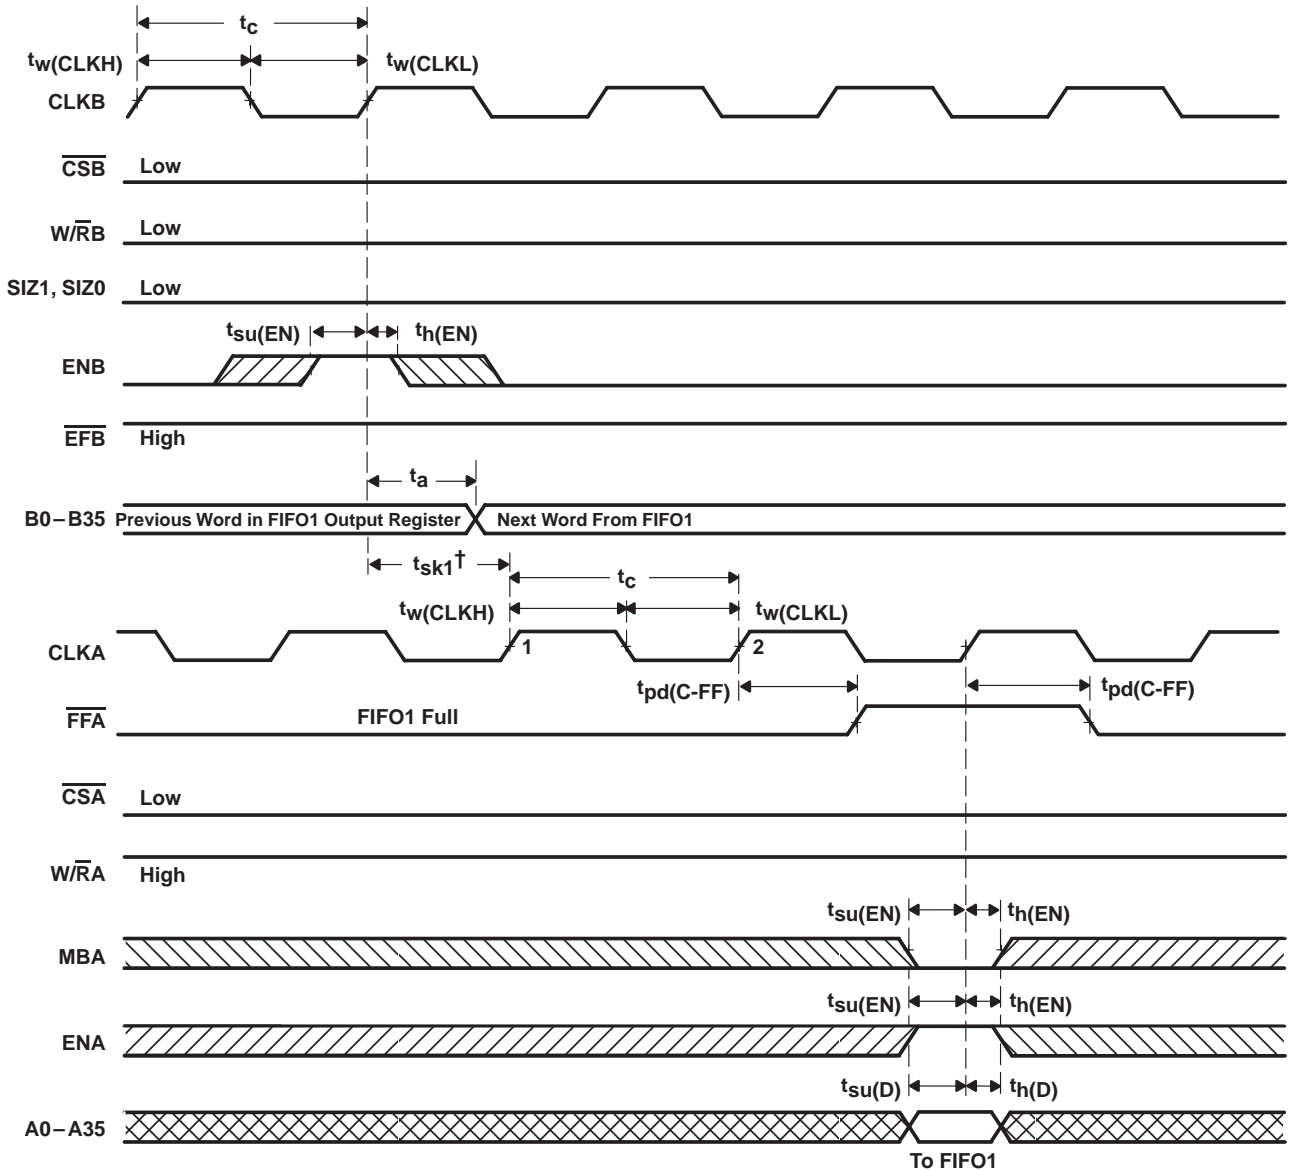 tc
tw(CLKH) tw(CLKL)
CLKB
CSB Low
W/RB Low
SIZ1, SIZ0 Low
tsu(EN) th(EN)
ENB
EFB High
ta
B0–B35 Previous Word in FIFO1 Output Register Next Word From FIFO1
tsk1† tc
tw(CLKH) tw(CLKL)
CLKA 1 2
tpd(C-FF) tpd(C-FF)
FFA FIFO1 Full
CSA Low
W/RA High
tsu(EN) th(EN)
MBA
tsu(EN) th(EN)
ENA
tsu(D) th(D)
A0–A35
To FIFO1